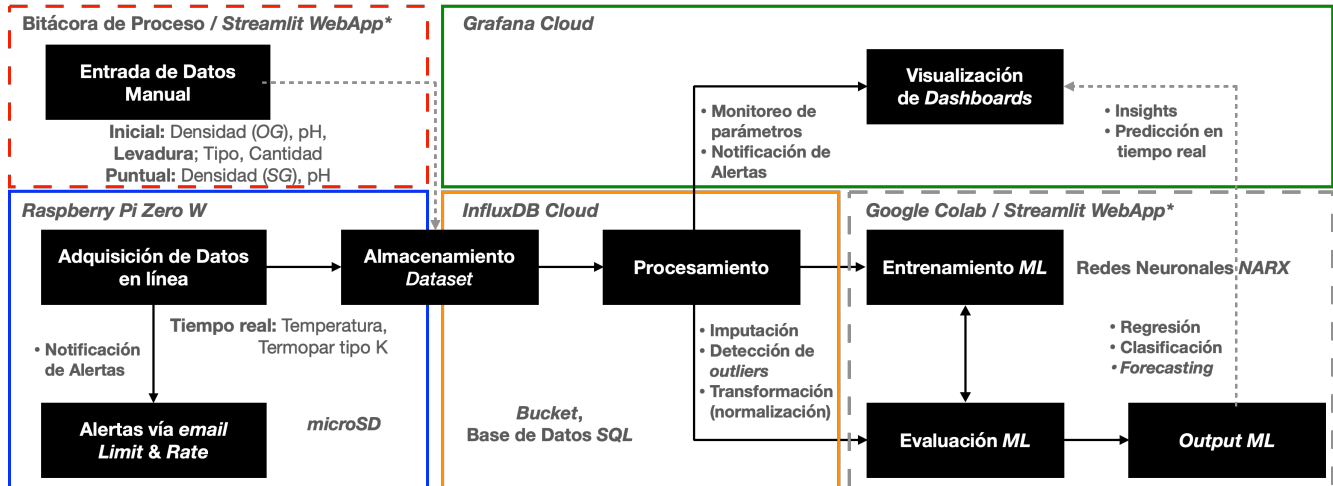 Bitácora de Proceso / Streamlit WebApp*
Entrada de Datos
Manual
Inicial: Densidad (OG), pH,
Levadura; Tipo, Cantidad
Puntual: Densidad (SG), pH
Grafana Cloud
Visualización
de Dashboards
• Monitoreo de
parámetros
• Notificación de
Alertas
• Insights
• Predicción en
tiempo real
Raspberry Pi Zero W
Adquisición de Datos
en línea
Almacenamiento
Dataset
Tiempo real: Temperatura,
Termopar tipo K
• Notificación
de Alertas
Alertas vía email
Limit & Rate
microSD
InfluxDB Cloud
Procesamiento
• Imputación
• Detección de
outliers
• Transformación
(normalización)
Bucket,
Base de Datos SQL
Google Colab / Streamlit WebApp*
Entrenamiento ML
Redes Neuronales NARX
• Regresión
• Clasificación
• Forecasting
Evaluación ML
Output ML